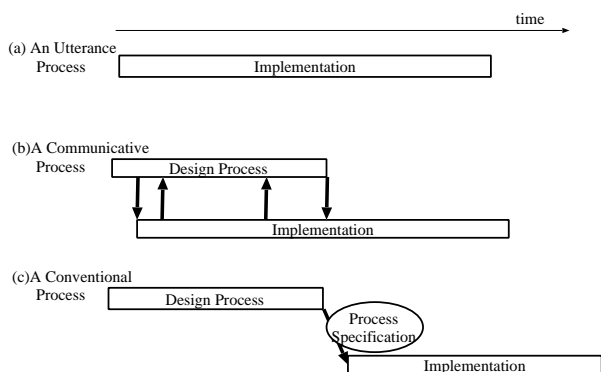 time
(a) An Utterance
Process
Implementation
(b)A Communicative
Process
Design Process
Implementation
(c)A Conventional
Process
Design Process
Process
Specification
Implementation